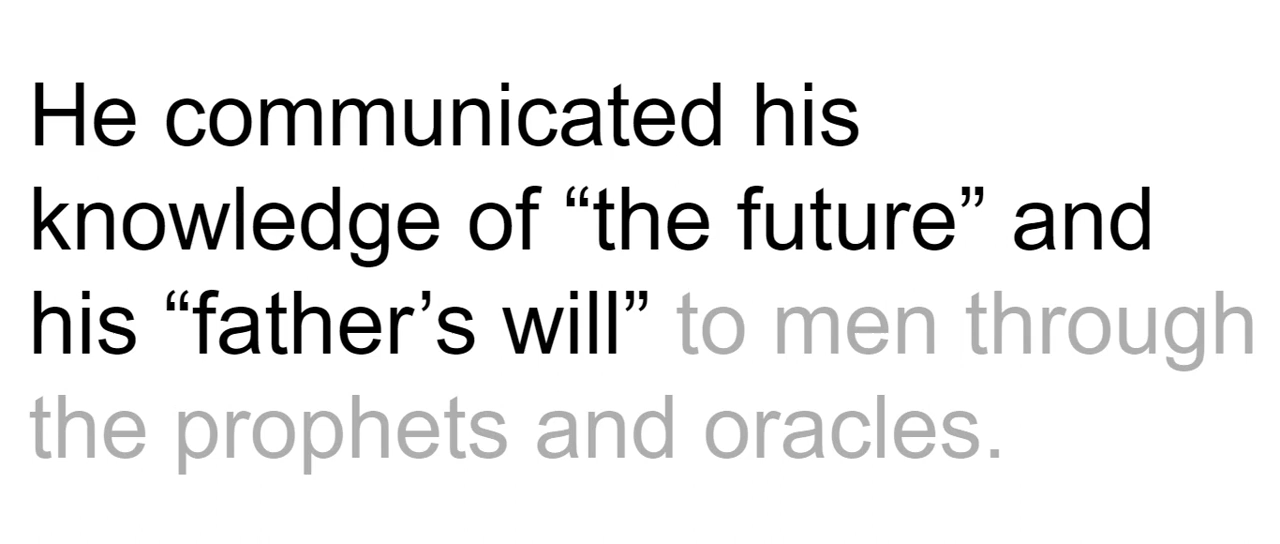 He communicated his
knowledge of “the future” and
his “father’s will” to men through
the prophets and oracles.